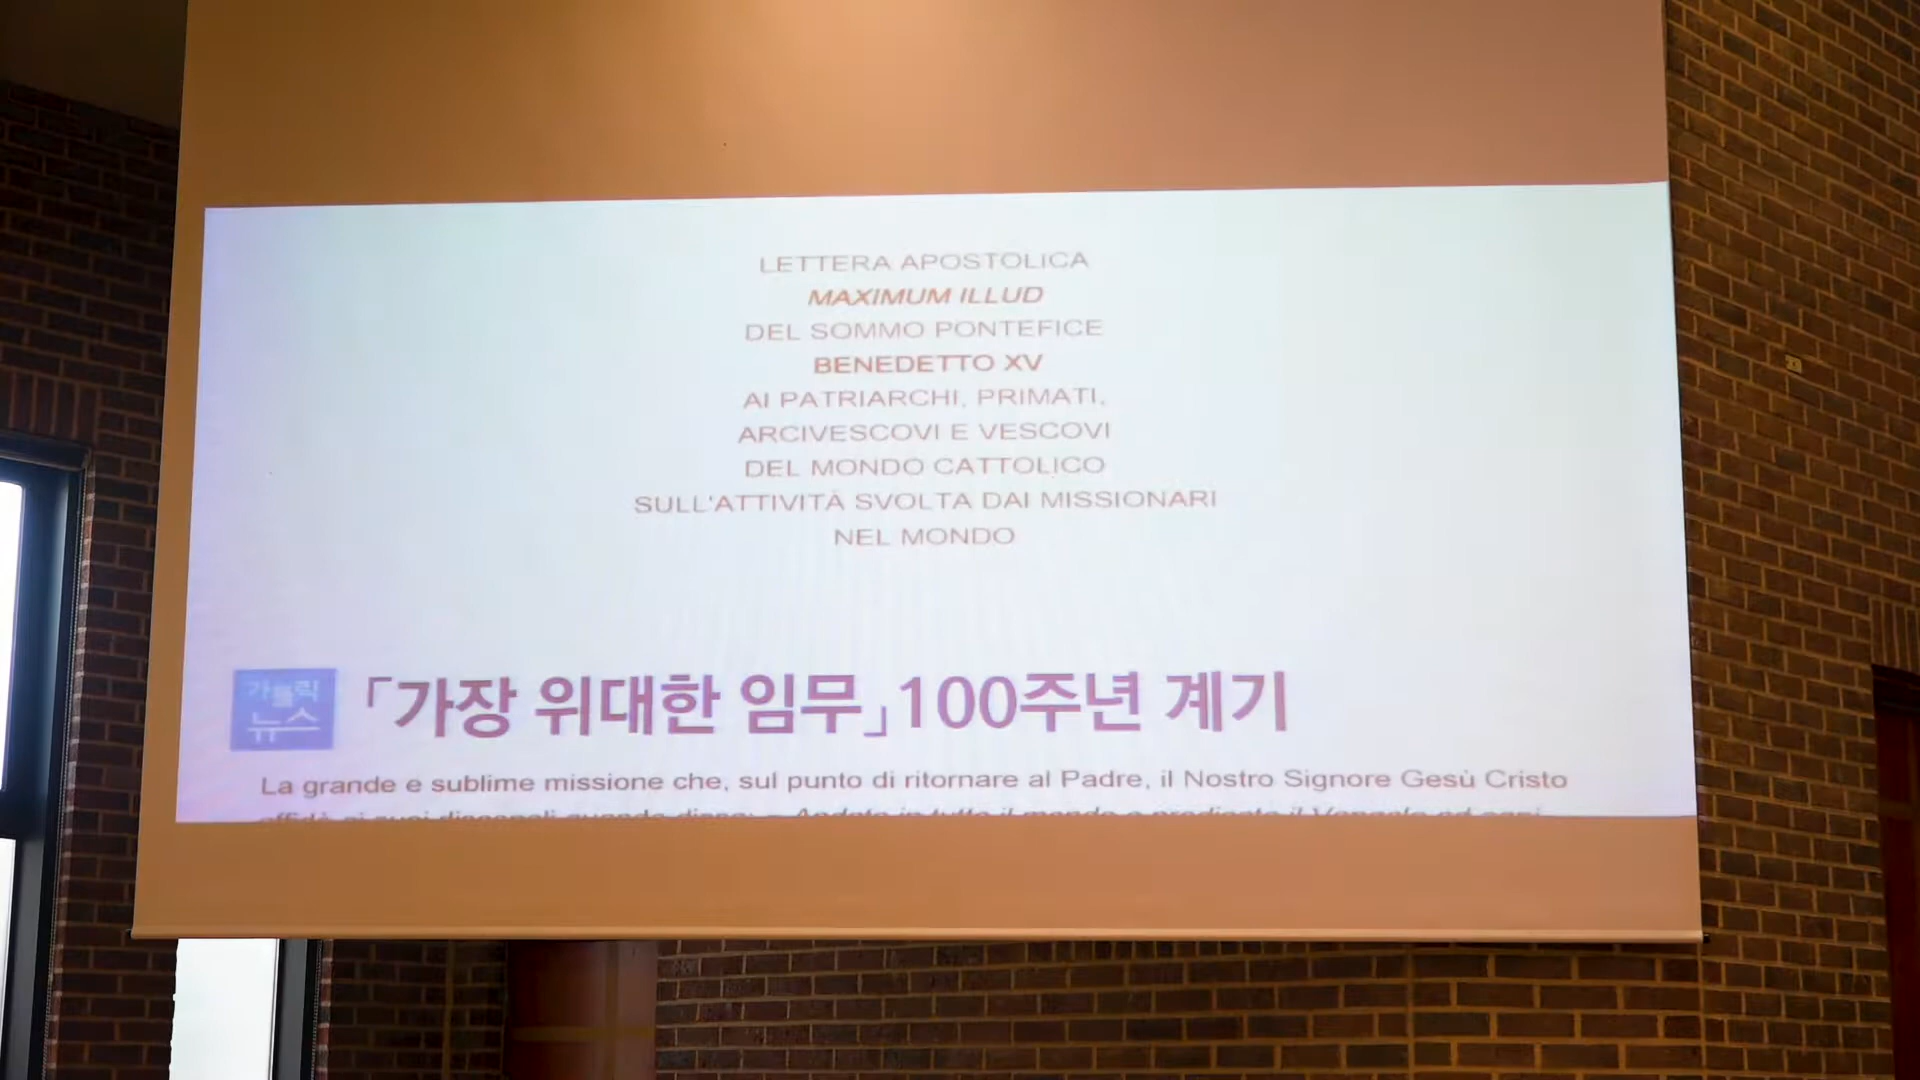 LETTERA APOSTOLICA
MAXIMUM ILLUD
DEL SOMMO PONTEFICE
BENEDETTO XV
AI PATRIARCHI, PRIMATI,
ARCIVESCOVI E VESCOVI
DEL MONDO CATTOLICO
SULL'ATTIVITÀ SVOLTA DAI MISSIONARI
NEL MONDO
가톨릭
뉴스
「가장 위대한 임무」100주년 계기
La grande e sublime missione che, sul punto di ritornare al Padre, il Nostro Signore Gesù Cristo